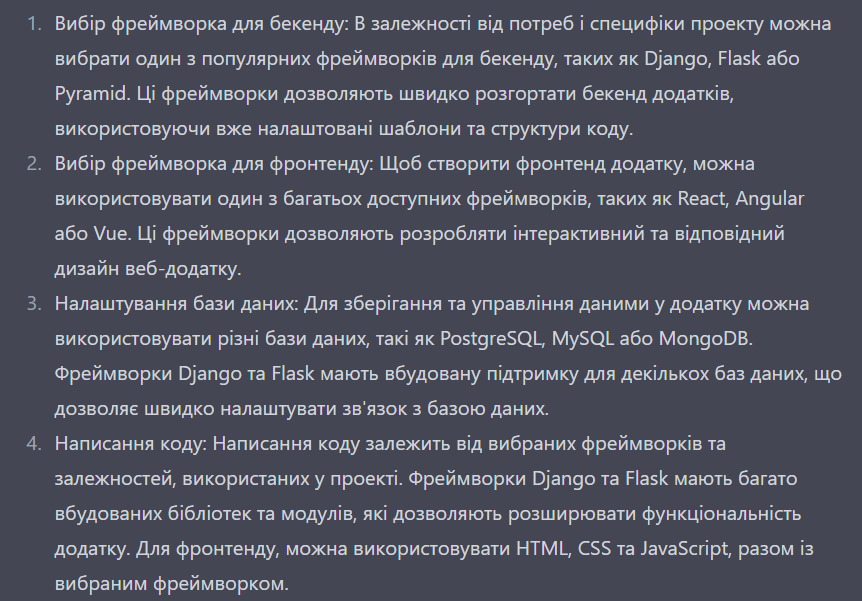 1. Вибір фреймворка для бекенду: В залежності від потреб і специфіки проекту можна
вибрати один з популярних фреймворків для бекенду, таких як Django, Flask або
Pyramid. Ці фреймворки дозволяють швидко розгортати бекенд додатків,
використовуючи вже налаштовані шаблони та структури коду.
2. Вибір фреймворка для фронтенду: Щоб створити фронтенд додатку, можна
використовувати один з багатьох доступних фреймворків, таких як React, Angular
або Vue. Ці фреймворки дозволяють розробляти інтерактивний та відповідний
дизайн веб-додатку.
3. Налаштування бази даних: Для зберігання та управління даними у додатку можна
використовувати різні бази даних, такі як PostgreSQL, MySQL або MongoDB.
Фреймворки Django та Flask мають вбудовану підтримку для декількох баз даних, що
дозволяє швидко налаштувати зв'язок з базою даних.
4. Написання коду: Написання коду залежить від вибраних фреймворків та
залежностей, використаних у проекті. Фреймворки Django та Flask мають багато
вбудованих бібліотек та модулів, які дозволяють розширювати функціональність
додатку. Для фронтенду, можна використовувати HTML, CSS та JavaScript, разом із
вибраним фреймворком.